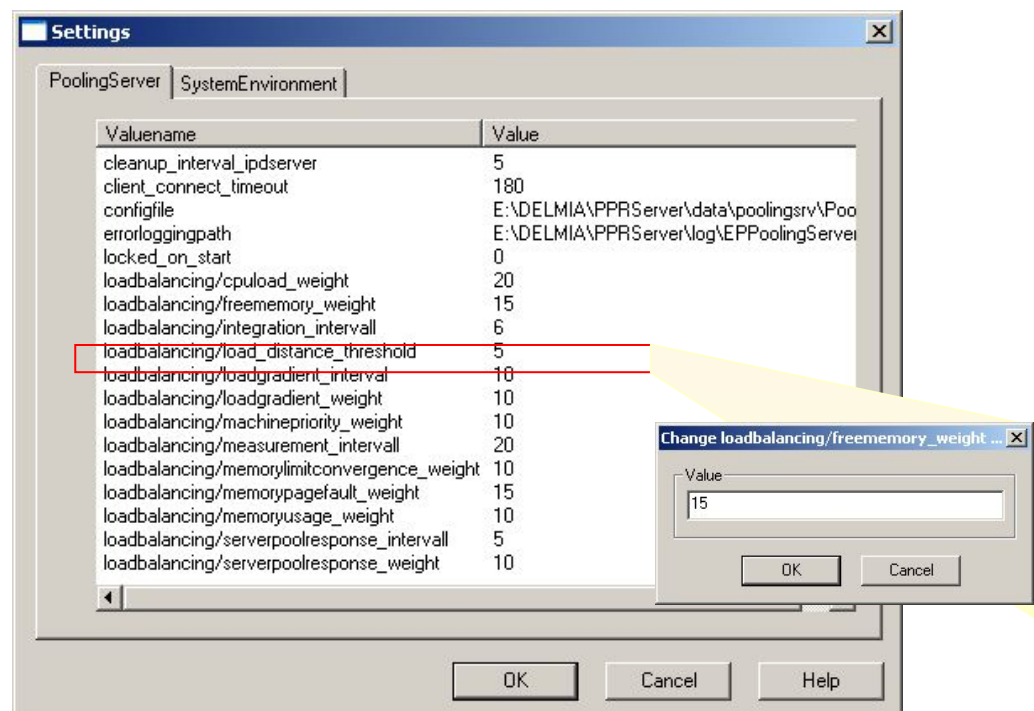 Settings
PoolingServer SystemEnvironment
Valuename Value
cleanup_interval_ipdserver 5
client_connect_timeout 180
configfile E:\DELMIA\PPRServer\data\poolingsrv\Poo
errorloggingpath E:\DELMIA\PPRServer\log\EPPoolingServer
locked_on_start 0
loadbalancing/cpuload_weight 20
loadbalancing/freememory_weight 15
loadbalancing/integration_intervall 6
loadbalancing/load_distance_threshold 5
loadbalancing/loadgradient_interval 10
loadbalancing/loadgradient_weight 10
loadbalancing/machinepriority_weight 10
loadbalancing/measurement_intervall 20
loadbalancing/memorylimitconvergence_weight 10
loadbalancing/memorypagefault_weight 15
loadbalancing/memoryusage_weight 10
loadbalancing/serverpoolresponse_intervall 5
loadbalancing/serverpoolresponse_weight 10
Change loadbalancing/freememory_weight ...
Value
15
OK Cancel
OK Cancel Help